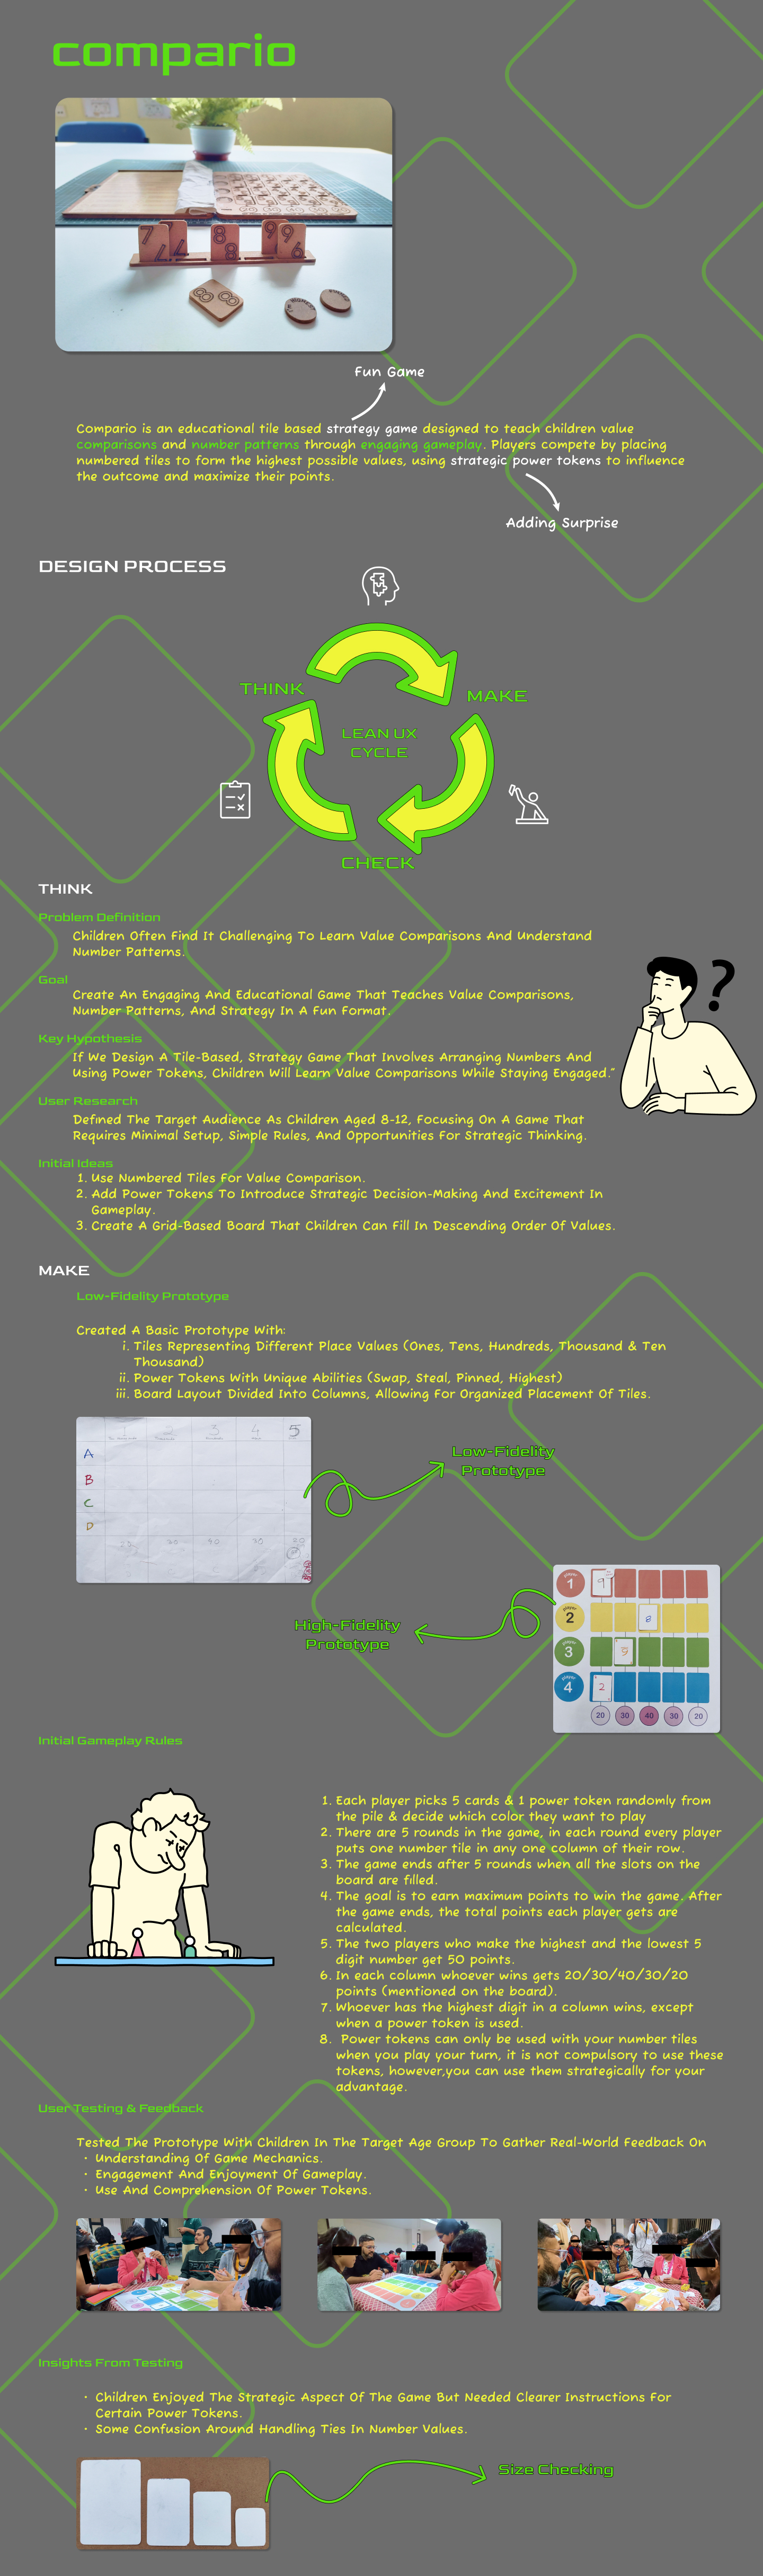 compario
Fun Game
Compario is an educational tile based strategy game designed to teach children value
comparisons and number patterns through engaging gameplay. Players compete by placing
numbered tiles to form the highest possible values, using strategic power tokens to influence
the outcome and maximize their points.
Adding Surprise
DESIGN PROCESS
THINK
MAKE
LEAN UX
CYCLE
CHECK
THINK
Problem Definition
Children Often Find It Challenging To Learn Value Comparisons And Understand
Number Patterns.
Goal
Create An Engaging And Educational Game That Teaches Value Comparisons,
Number Patterns, And Strategy In A Fun Format.
Key Hypothesis
If We Design A Tile-Based, Strategy Game That Involves Arranging Numbers And
Using Power Tokens, Children Will Learn Value Comparisons While Staying Engaged."
?
User Research
Defined The Target Audience As Children Aged 8-12, Focusing On A Game That
Requires Minimal Setup, Simple Rules, And Opportunities For Strategic Thinking.
Initial Ideas
1. Use Numbered Tiles For Value Comparison.
2. Add Power Tokens To Introduce Strategic Decision-Making And Excitement In
Gameplay.
3. Create A Grid-Based Board That Children Can Fill In Descending Order Of Values.
MAKE
Low-Fidelity Prototype
Created A Basic Prototype With:
i. Tiles Representing Different Place Values (Ones, Tens, Hundreds, Thousand & Ten
Thousand)
ii. Power Tokens With Unique Abilities (Swap, Steal, Pinned, Highest)
iii. Board Layout Divided Into Columns, Allowing For Organized Placement Of Tiles.
3 4 5
A
B
C
D
Low-Fidelity
Prototype
High-Fidelity
Prototype
player 1 9
player 2 8
player 3 9
player 4 2
20 30 40 30 20
Initial Gameplay Rules
1. Each player picks 5 cards & 1 power token randomly from
the pile & decide which color they want to play
2. There are 5 rounds in the game, in each round every player
puts one number tile in any one column of their row.
3. The game ends after 5 rounds when all the slots on the
board are filled.
4. The goal is to earn maximum points to win the game. After
the game ends, the total points each player gets are
calculated.
5. The two players who make the highest and the lowest 5
digit number get 50 points.
6. In each column whoever wins gets 20/30/40/30/20
points (mentioned on the board).
7. Whoever has the highest digit in a column wins, except
when a power token is used.
8. Power tokens can only be used with your number tiles
when you play your turn, it is not compulsory to use these
tokens, however,you can use them strategically for your
advantage.
User Testing & Feedback
Tested The Prototype With Children In The Target Age Group To Gather Real-World Feedback On
• Understanding Of Game Mechanics.
• Engagement And Enjoyment Of Gameplay.
• Use And Comprehension Of Power Tokens.
Insights From Testing
• Children Enjoyed The Strategic Aspect Of The Game But Needed Clearer Instructions For
Certain Power Tokens.
• Some Confusion Around Handling Ties In Number Values.
Size Checking